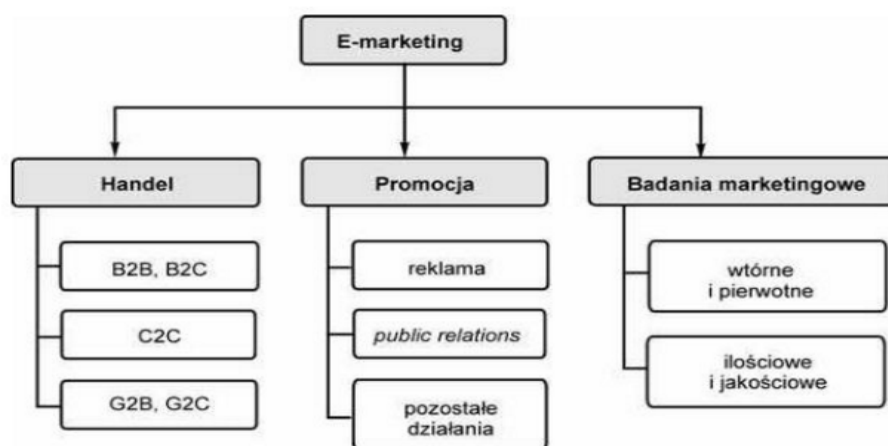 E-marketing
Handel
Promocja
Badania marketingowe
B2B, B2C
C2C
G2B, G2C
reklama
public relations
pozostałe
działania
wtórne
i pierwotne
ilościowe
i jakościowe